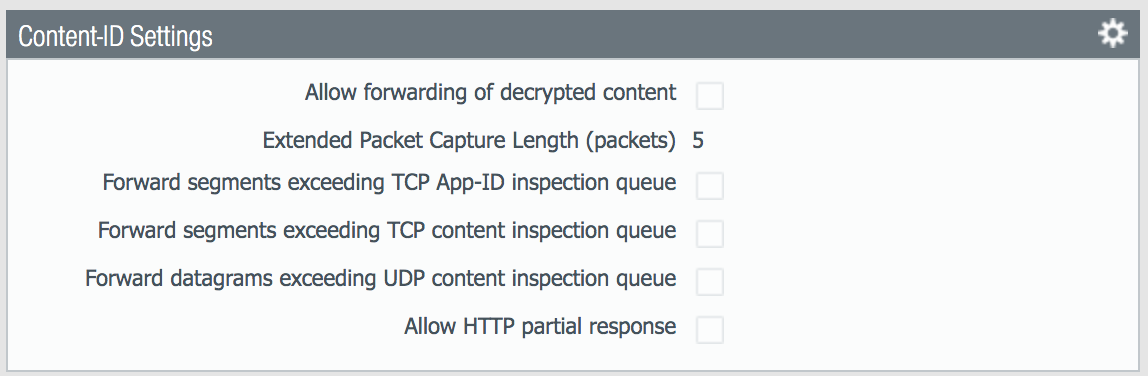 Content-ID Settings
Allow forwarding of decrypted content
Extended Packet Capture Length (packets) 5
Forward segments exceeding TCP App-ID inspection queue
Forward segments exceeding TCP content inspection queue
Forward datagrams exceeding UDP content inspection queue
Allow HTTP partial response